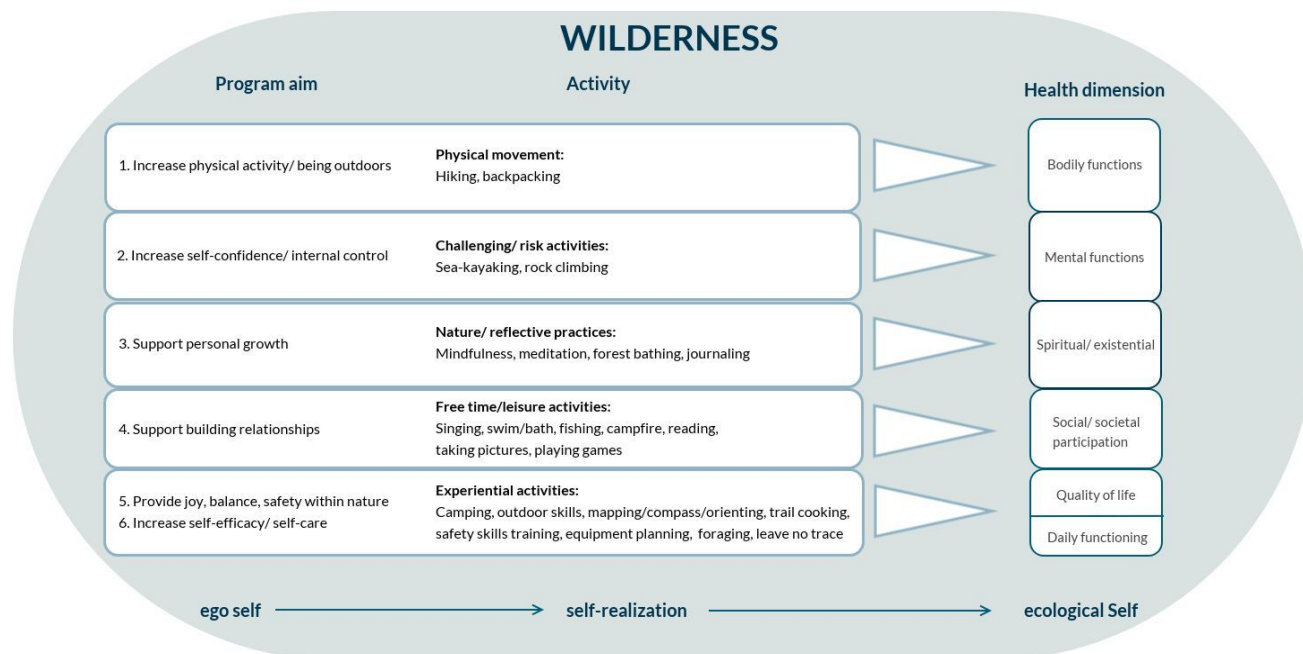 WILDERNESS
Program aim
Activity
Health dimension
1. Increase physical activity/ being outdoors
Physical movement:
Hiking, backpacking
Bodily functions
2. Increase self-confidence/ internal control
Challenging/ risk activities:
Sea-kayaking, rock climbing
Mental functions
3. Support personal growth
Nature/ reflective practices:
Mindfulness, meditation, forest bathing, journaling
Spiritual/ existential
4. Support building relationships
Free time/leisure activities:
Singing, swim/bath, fishing, campfire, reading,
taking pictures, playing games
Social/ societal
participation
5. Provide joy, balance, safety within nature
6. Increase self-efficacy/ self-care
Experiential activities:
Camping, outdoor skills, mapping/compass/orienting, trail cooking,
safety skills training, equipment planning, foraging, leave no trace
Quality of life
Daily functioning
ego self
self-realization
ecological Self